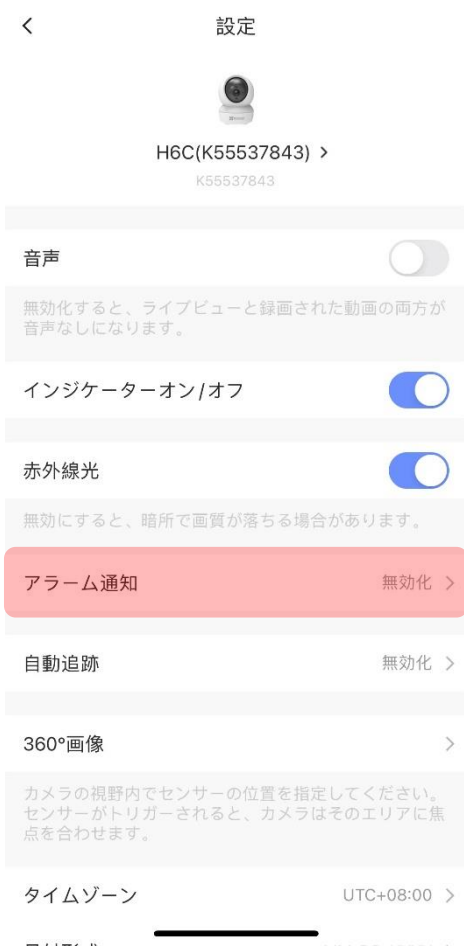 設定
H6C(K55537843) >
K55537843
音声
無効化すると、ライブビューと録画された動画の両方が
音声なしになります。
インジケーターオン/オフ
赤外線光
無効にすると、暗所で画質が落ちる場合があります。
アラーム通知 無効化 >
自動追跡 無効化 >
360°画像 >
カメラの視野内でセンサーの位置を指定してください。
センサーがトリガーされると、カメラはそのエリアに焦
点を合わせます。
タイムゾーン UTC+08:00 >